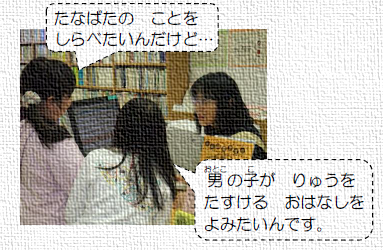 たなばたの　ことを
しらべたいんだけど…
男の子が　りゅうを
たすける　おはなしを
よみたいんです。